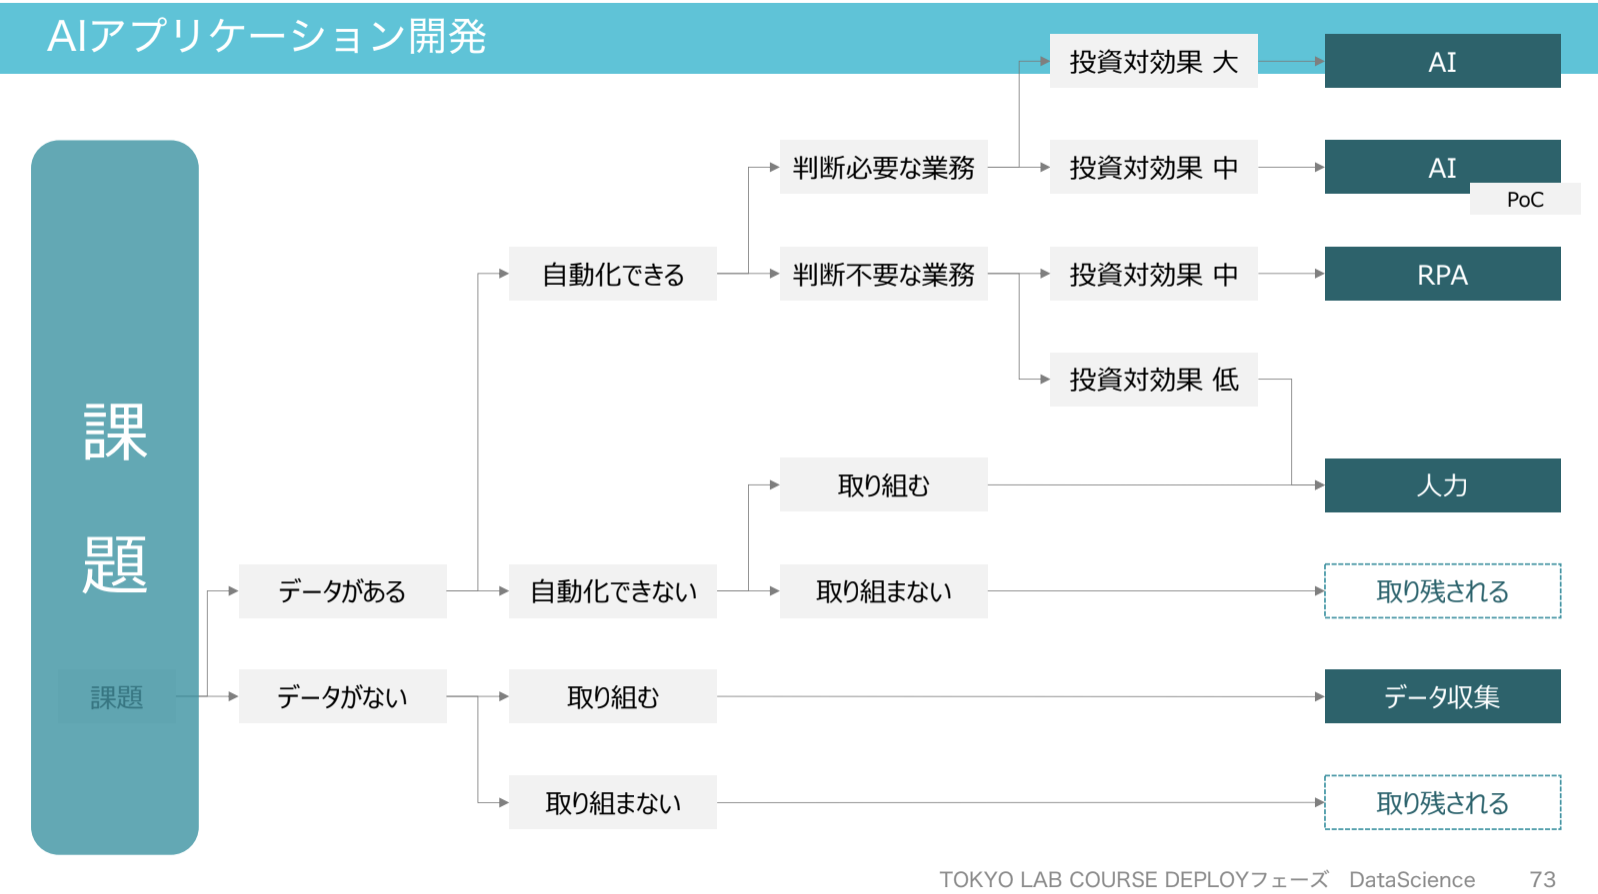 AIアプリケーション開発
投資対効果 大
AI
判断必要な業務
投資対効果 中
AI
PoC
自動化できる
判断不要な業務
投資対効果 中
RPA
投資対効果 低
課
題
取り組む
人力
データがある
自動化できない
取り組まない
取り残される
課題
データがない
取り組む
データ収集
取り組まない
取り残される
TOKYO LAB COURSE DEPLOYフェーズ DataScience 73